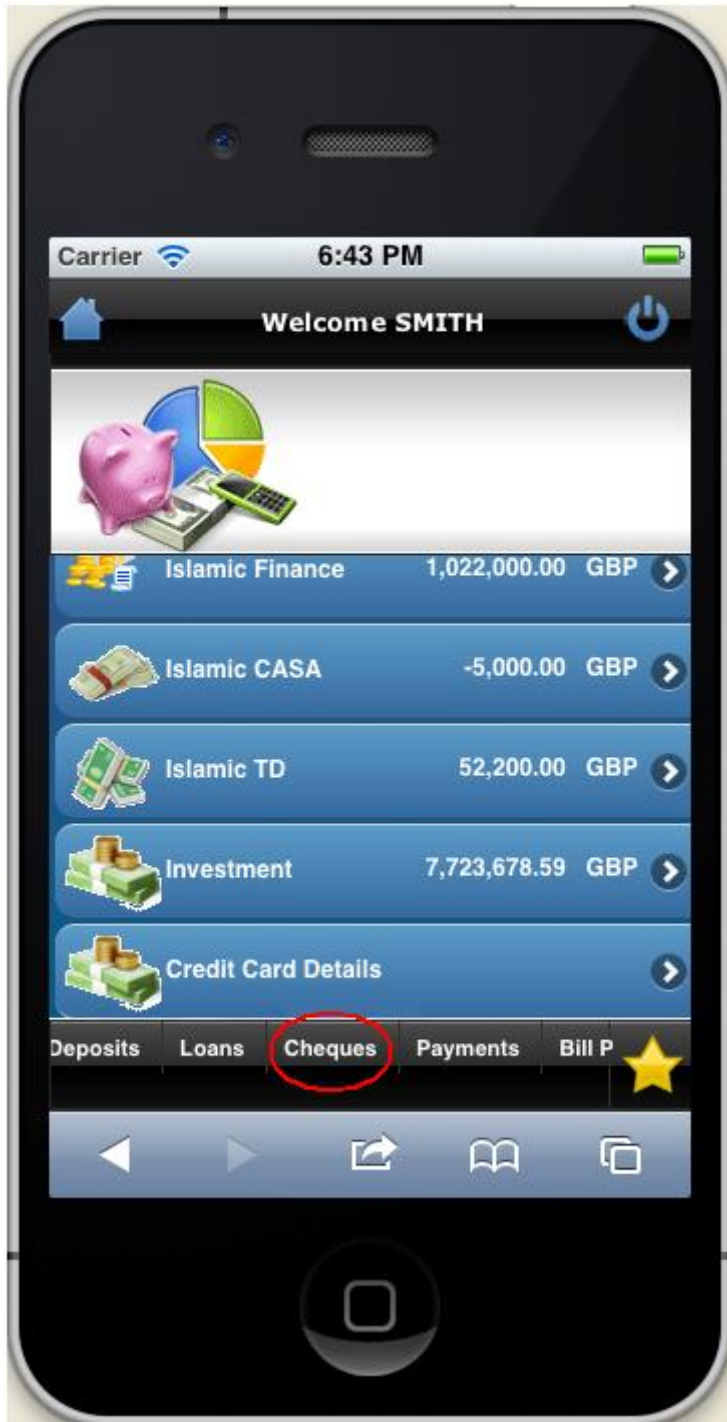 Carrier 6:43 PM
Welcome SMITH
Islamic Finance 1,022,000.00 GBP
Islamic CASA -5,000.00 GBP
Islamic TD 52,200.00 GBP
Investment 7,723,678.59 GBP
Credit Card Details
Deposits Loans Cheques Payments Bill P